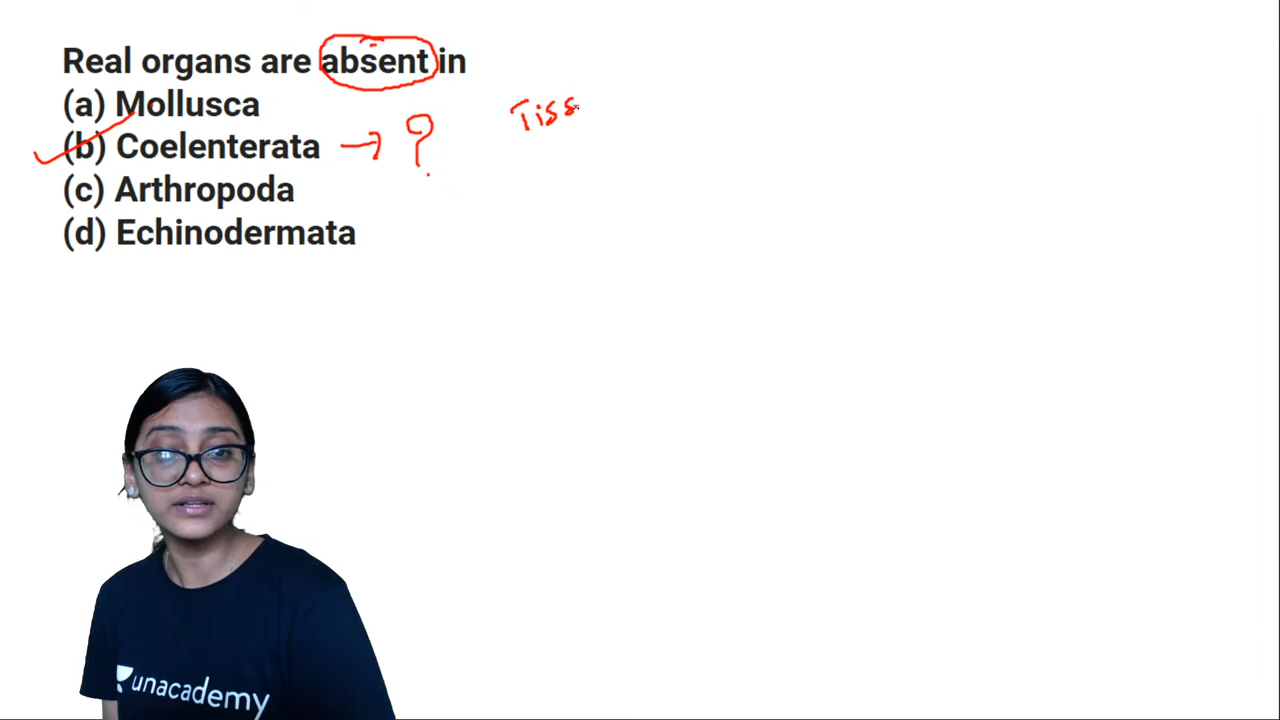 Real organs are absent in
(a) Mollusca
(b) Coelenterata → ?
Tiss
(c) Arthropoda
(d) Echinodermata
unacademy